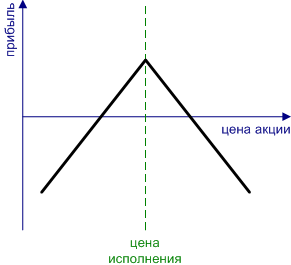 прибыль
цена акции
цена
исполнения